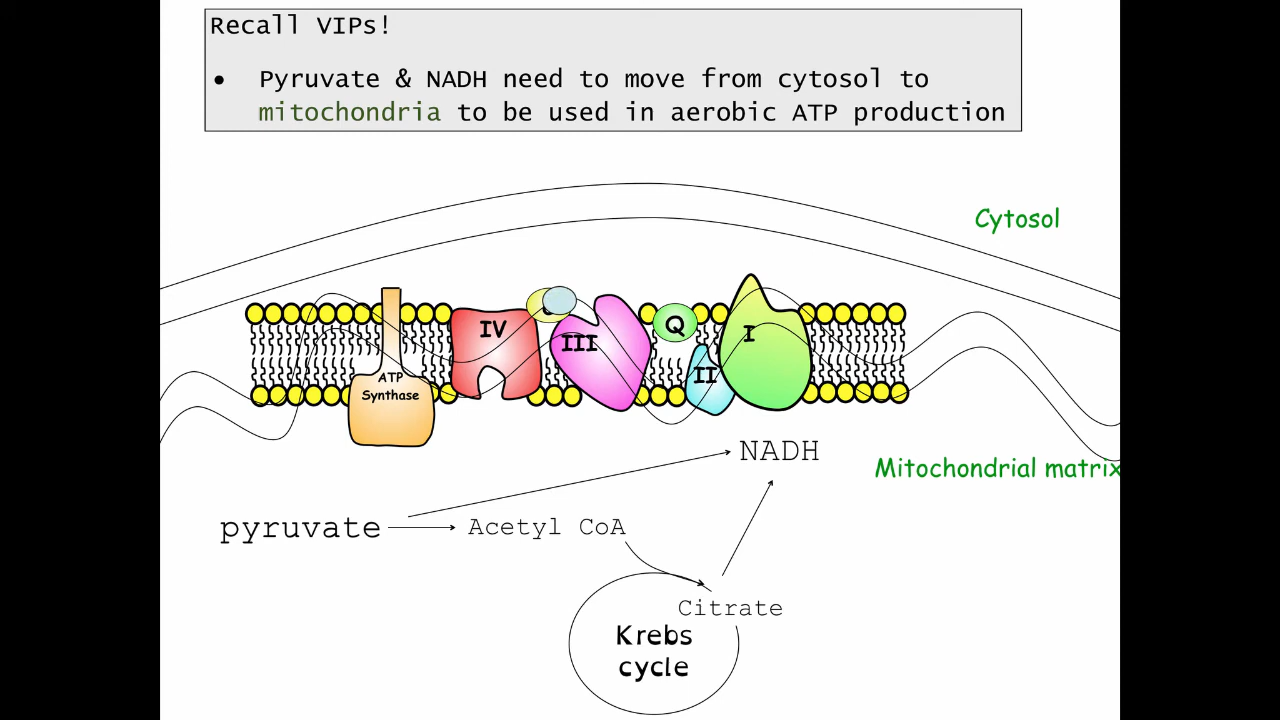 Recall VIPs!
• Pyruvate & NADH need to move from cytosol to
mitochondria to be used in aerobic ATP production
Cytosol
IV
III
Q
I
II
ATP
Synthase
NADH
Mitochondrial matrix
pyruvate
Acetyl CoA
Citrate
Krebs
cycle